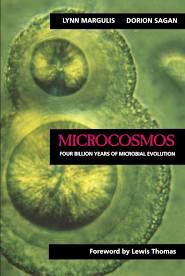 LYNN MARGULIS DORION SAGAN
MICROCOSMOS
FOUR BILLION YEARS OF MICROBIAL EVOLUTION
Foreword by Lewis Thomas